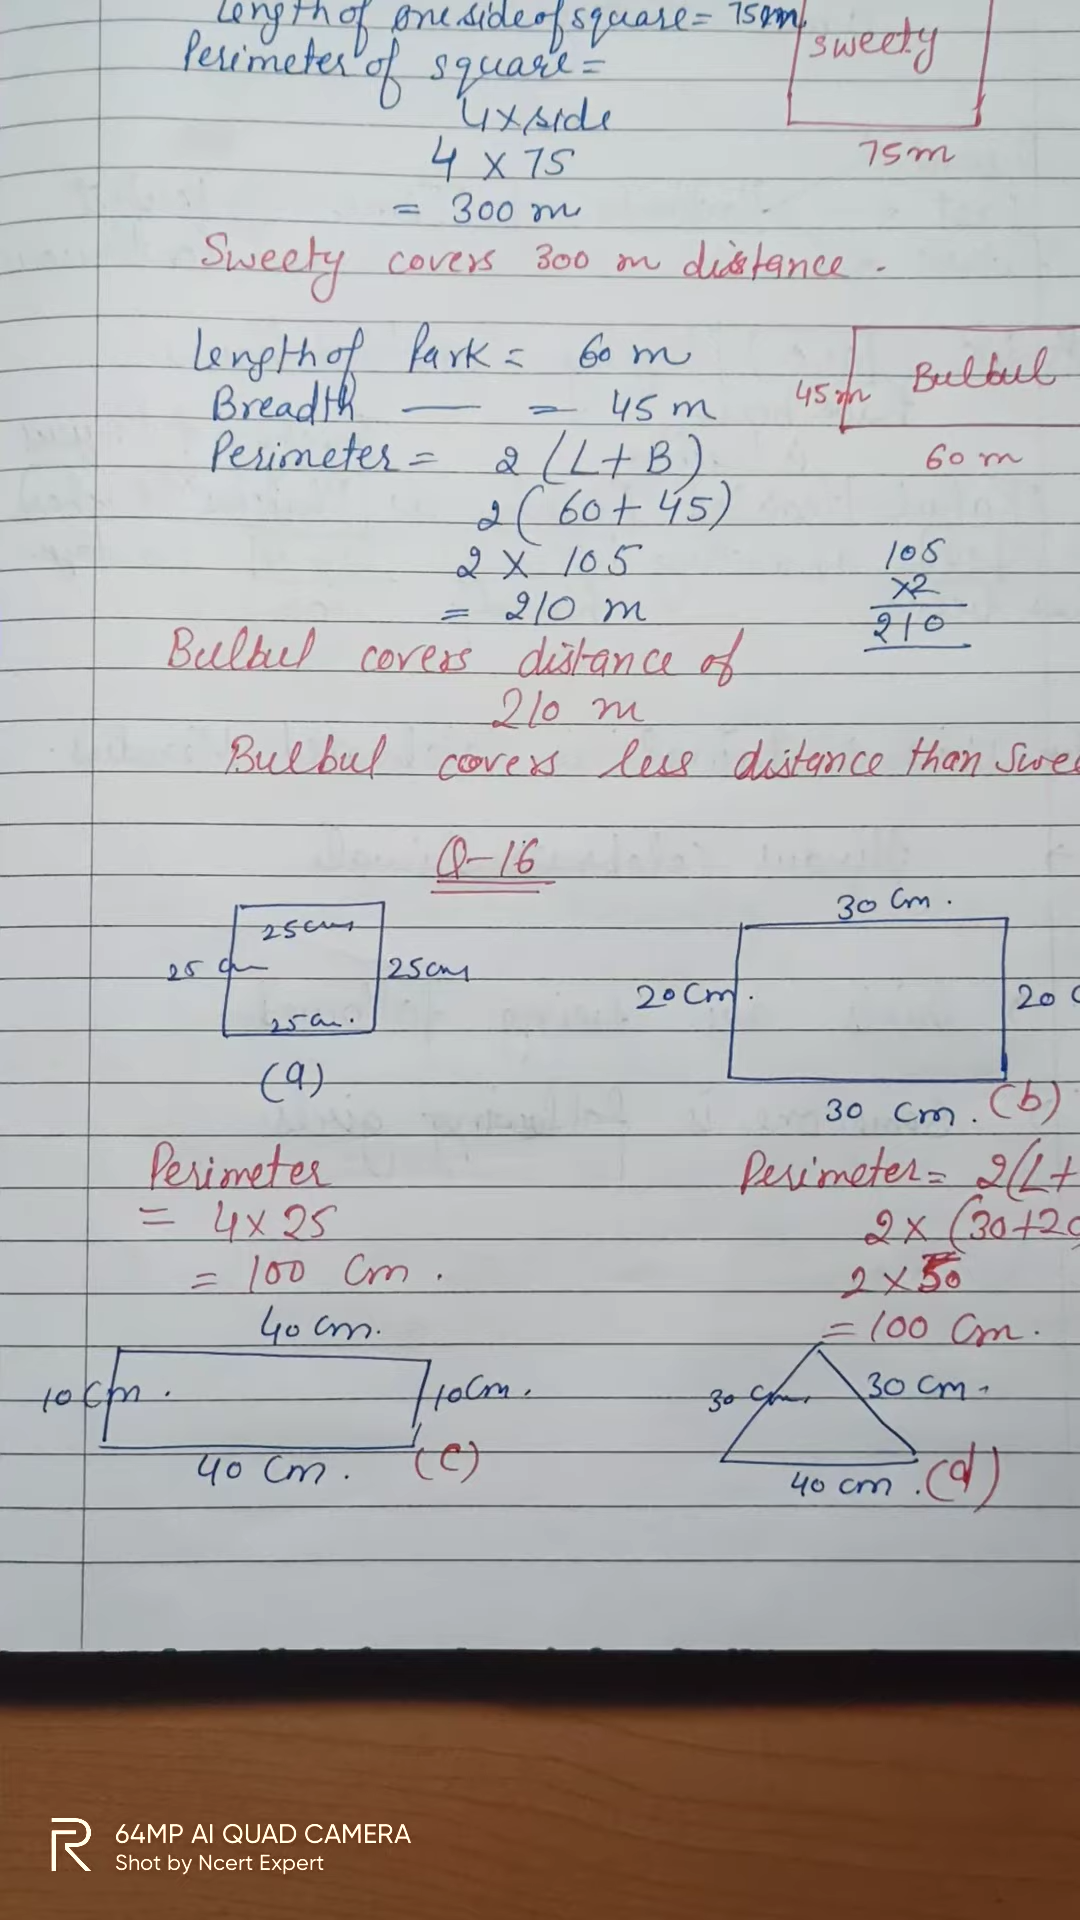 Length of one side of square = 75m
Perimeter of square =
4 x side
4 x 75
= 300 m
Sweety
75m
Sweety covers 300 m distance.
Length of Park = 60 m
Breadth — = 45 m
Perimeter = 2 (L+B)
2 (60 + 45)
2 x 105
= 210 m
45m Bulbul
60 m
105
x2
210
Bulbul covers distance of
210 m
Bulbul covers less distance than Swee
Q-16
25cm
25 cm 25cm
25cm.
(a)
30 Cm.
20 Cm. 20 C
30 Cm. (b)
Perimeter
= 4 x 25
= 100 Cm.
Perimeter = 2(L+
2 x (30+20
2 x 50
= 100 Cm.
40 cm.
10 Cm. 10 Cm.
40 Cm. (c)
30 Cm. 30 cm.
40 cm. (d)
R 64MP AI QUAD CAMERA
Shot by Ncert Expert